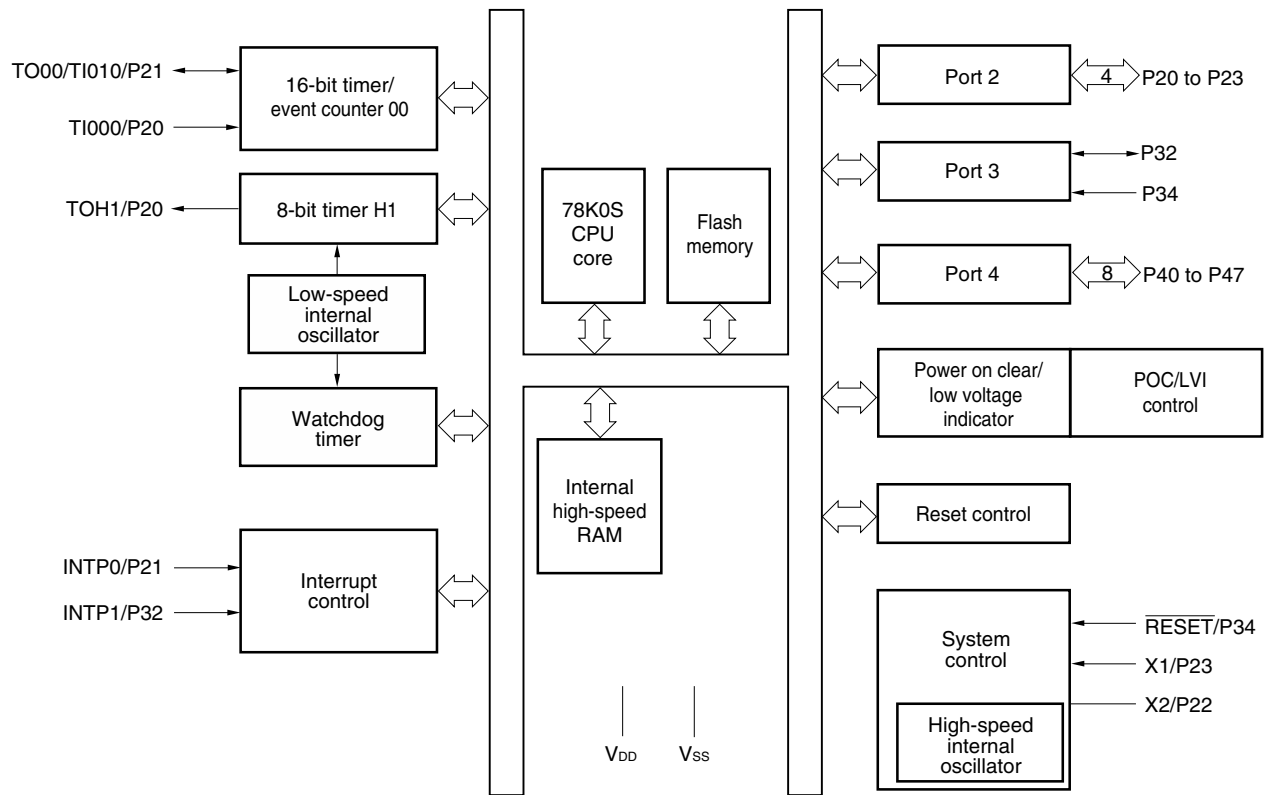 TO00/TI010/P21
TI000/P20
16-bit timer/
event counter 00
TOH1/P20
8-bit timer H1
Low-speed
internal
oscillator
Watchdog
timer
INTP0/P21
INTP1/P32
Interrupt
control
78K0S
CPU
core
Flash
memory
Internal
high-speed
RAM
VDD
VSS
Port 2
4
P20 to P23
Port 3
P32
P34
Port 4
8
P40 to P47
Power on clear/
low voltage
indicator
POC/LVI
control
Reset control
System
control
RESET/P34
X1/P23
X2/P22
High-speed
internal
oscillator